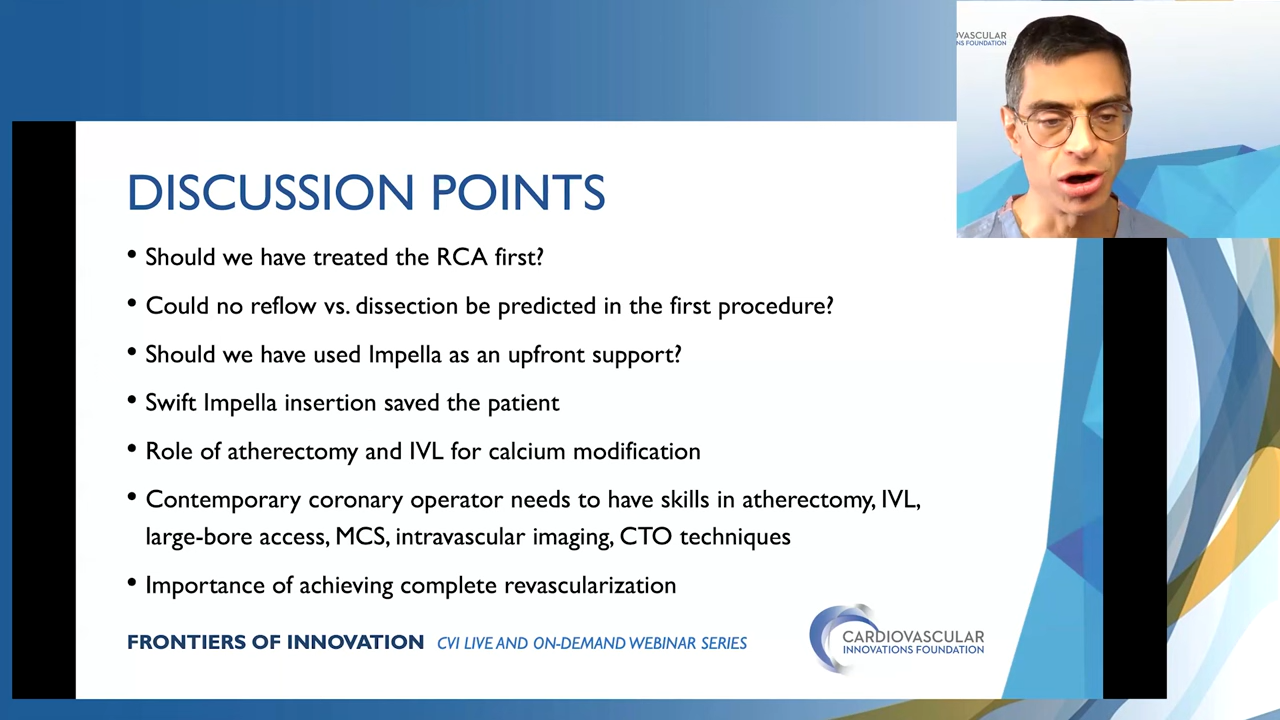 OVASCULAR
NS FOUNDATION
DISCUSSION POINTS
• Should we have treated the RCA first?
• Could no reflow vs. dissection be predicted in the first procedure?
• Should we have used Impella as an upfront support?
• Swift Impella insertion saved the patient
• Role of atherectomy and IVL for calcium modification
• Contemporary coronary operator needs to have skills in atherectomy, IVL,
large-bore access, MCS, intravascular imaging, CTO techniques
• Importance of achieving complete revascularization
FRONTIERS OF INNOVATION CVI LIVE AND ON-DEMAND WEBINAR SERIES
CARDIOVASCULAR
INNOVATIONS FOUNDATION